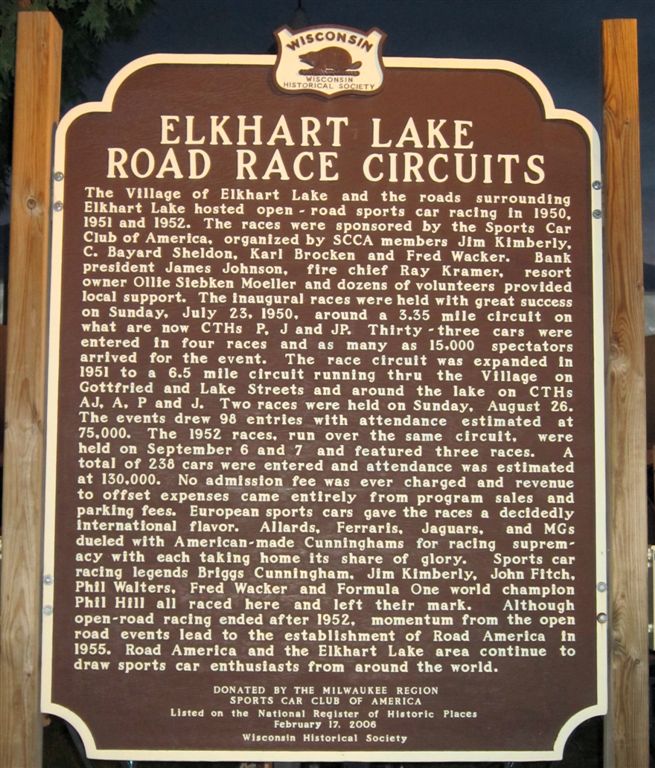 WISCONSIN
WISCONSIN
HISTORICAL SOCIETY
ELKHART LAKE
ROAD RACE CIRCUITS
The Village of Elkhart Lake and the roads surrounding
Elkhart Lake hosted open-road sports car racing in 1950,
1951 and 1952. The races were sponsored by the Sports Car
Club of America, organized by SCCA members Jim Kimberly,
C. Bayard Sheldon, Karl Brocken and Fred Wacker. Bank
president James Johnson, fire chief Ray Kramer, resort
owner Ollie Siebken Moeller and dozens of volunteers provided
local support. The inaugural races were held with great success
on Sunday, July 23, 1950, around a 3.35 mile circuit on
what are now CTHs P, J and JP. Thirty-three cars were
entered in four races and as many as 15,000 spectators
arrived for the event. The race circuit was expanded in
1951 to a 6.5 mile circuit running thru the Village on
Gottfried and Lake Streets and around the lake on CTHs
AJ, A, P and J. Two races were held on Sunday, August 26.
The events drew 98 entries with attendance estimated at
75,000. The 1952 races, run over the same circuit, were
held on September 6 and 7 and featured three races. A
total of 238 cars were entered and attendance was estimated
at 130,000. No admission fee was ever charged and revenue
to offset expenses came entirely from program sales and
parking fees. European sports cars gave the races a decidedly
international flavor. Allards, Ferraris, Jaguars, and MGs
dueled with American-made Cunninghams for racing suprem-
acy with each taking home its share of glory. Sports car
racing legends Briggs Cunningham, Jim Kimberly, John Fitch,
Phil Walters, Fred Wacker and Formula One world champion
Phil Hill all raced here and left their mark. Although
open-road racing ended after 1952, momentum from the open
road events lead to the establishment of Road America in
1955. Road America and the Elkhart Lake area continue to
draw sports car enthusiasts from around the world.
DONATED BY THE MILWAUKEE REGION
SPORTS CAR CLUB OF AMERICA
Listed on the National Register of Historic Places
February 17, 2006
Wisconsin Historical Society